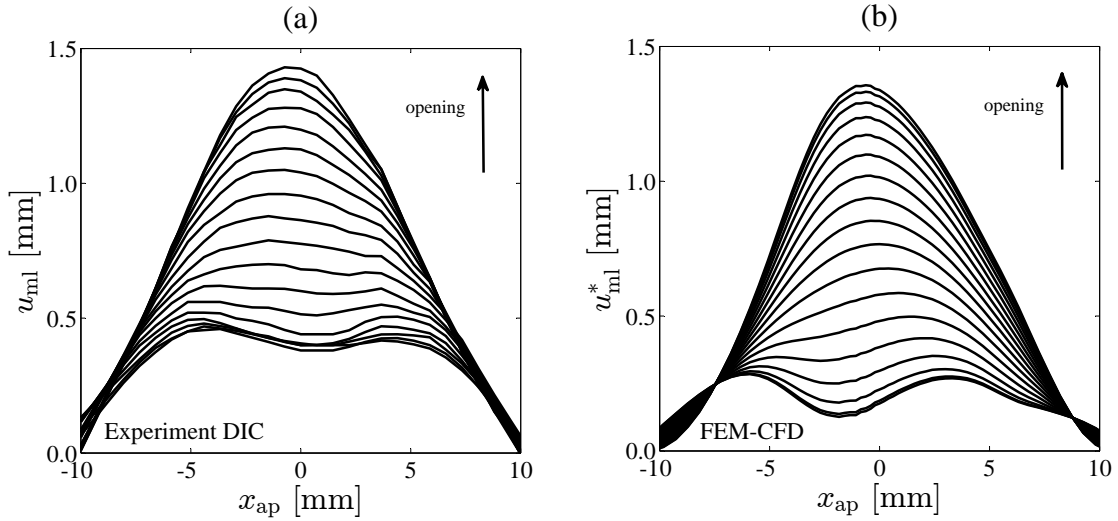 (a)
1.5
1.0
0.5
0.0
u_ml [mm]
opening
Experiment DIC
-10 -5 0 5 10
x_ap [mm]
(b)
1.5
1.0
0.5
0.0
u*_ml [mm]
opening
FEM-CFD
-10 -5 0 5 10
x_ap [mm]